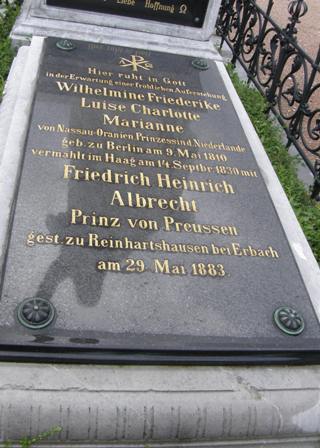 Liebe Hoffnung Ω
Hier ruht in Gott
in der Erwartung einer fröhlichen Auferstehung
Wilhelmine Friederike
Luise Charlotte
Marianne
von Nassau-Oranien Prinzessin d. Niederlande
geb. zu Berlin am 9. Mai 1810
vermählt im Haag am 14. Septbr 1830 mit
Friedrich Heinrich
Albrecht
Prinz von Preussen
gest. zu Reinhartshausen bei Erbach
am 29 Mai 1883.